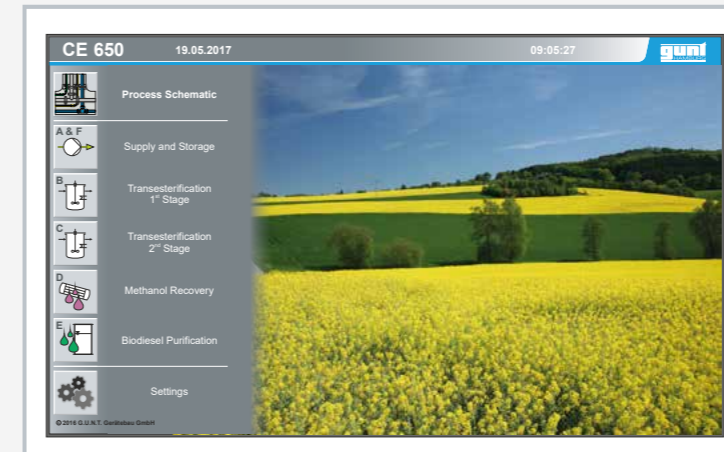 CE 650 19.05.2017 09:05:27 gunt
Process Schematic
A & F
Supply and Storage
B
Transesterification
1st Stage
C
Transesterification
2nd Stage
D
Methanol Recovery
E
Biodiesel Purification
Settings
© 2016 G.U.N.T. Gerätebau GmbH